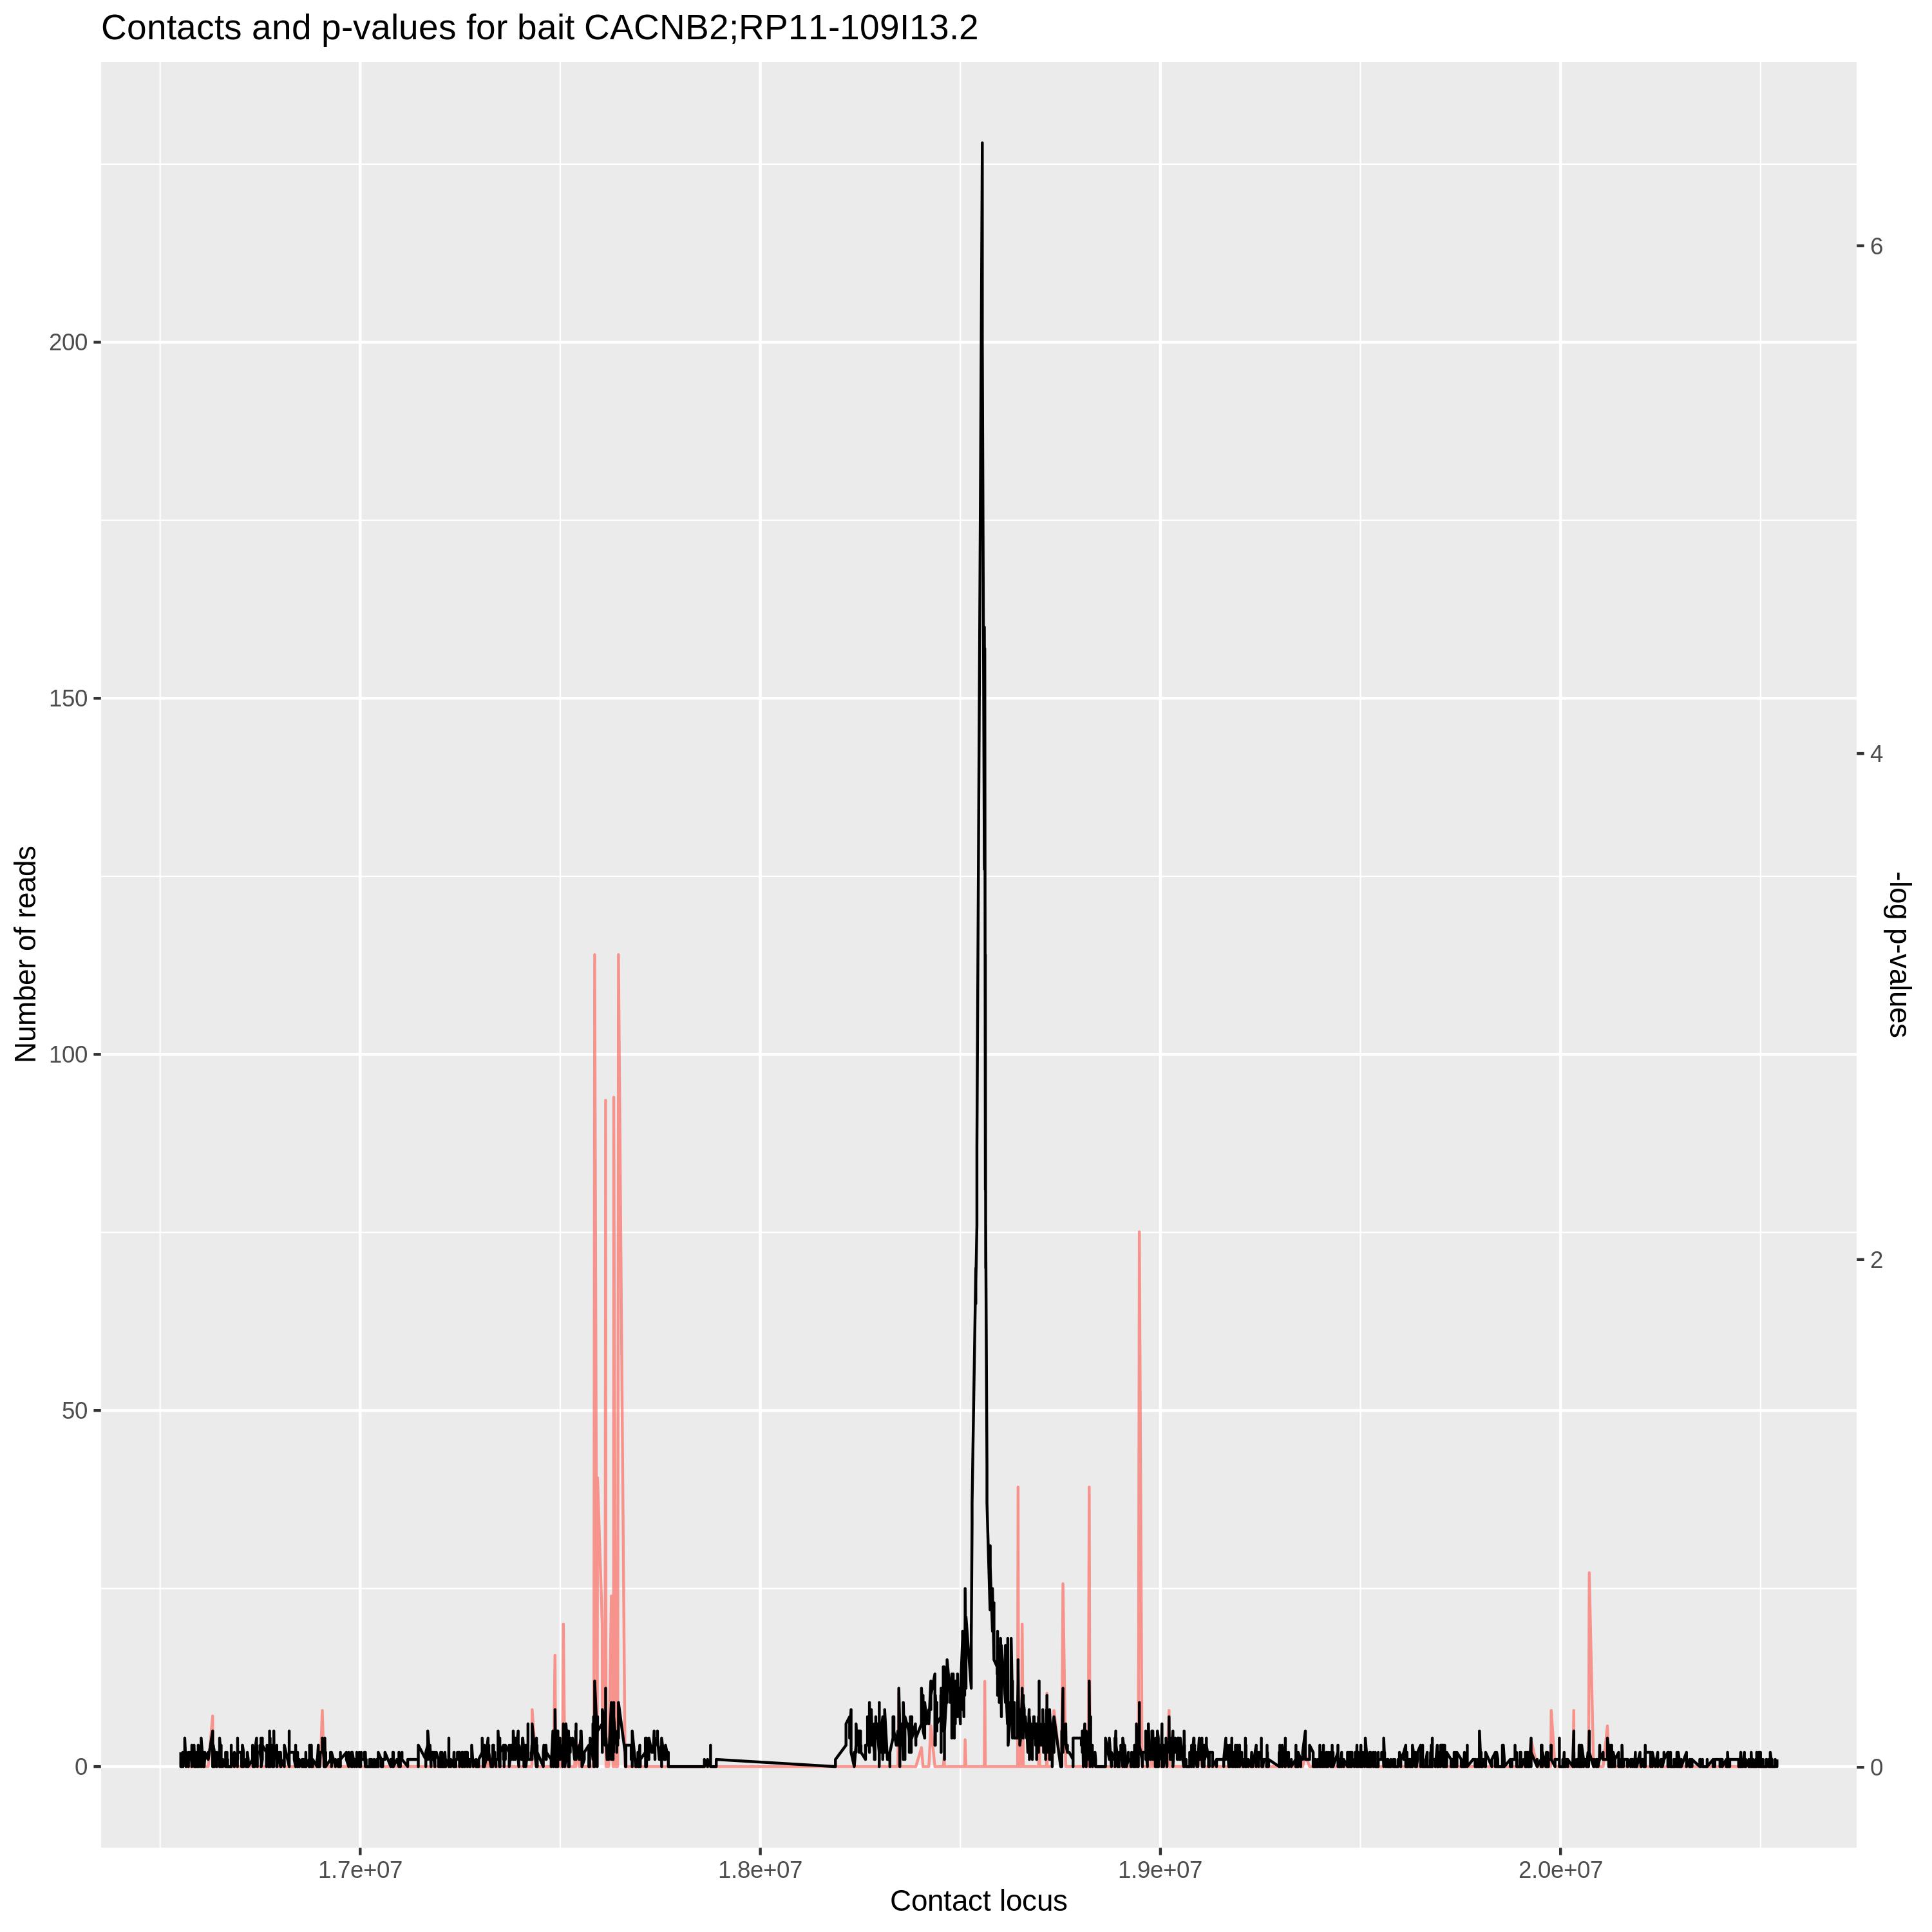 Contacts and p-values for bait CACNB2;RP11-109I13.2
Number of reads
200
150
100
50
0
6
4
2
0
-log p-values
1.7e+07 1.8e+07 1.9e+07 2.0e+07
Contact locus